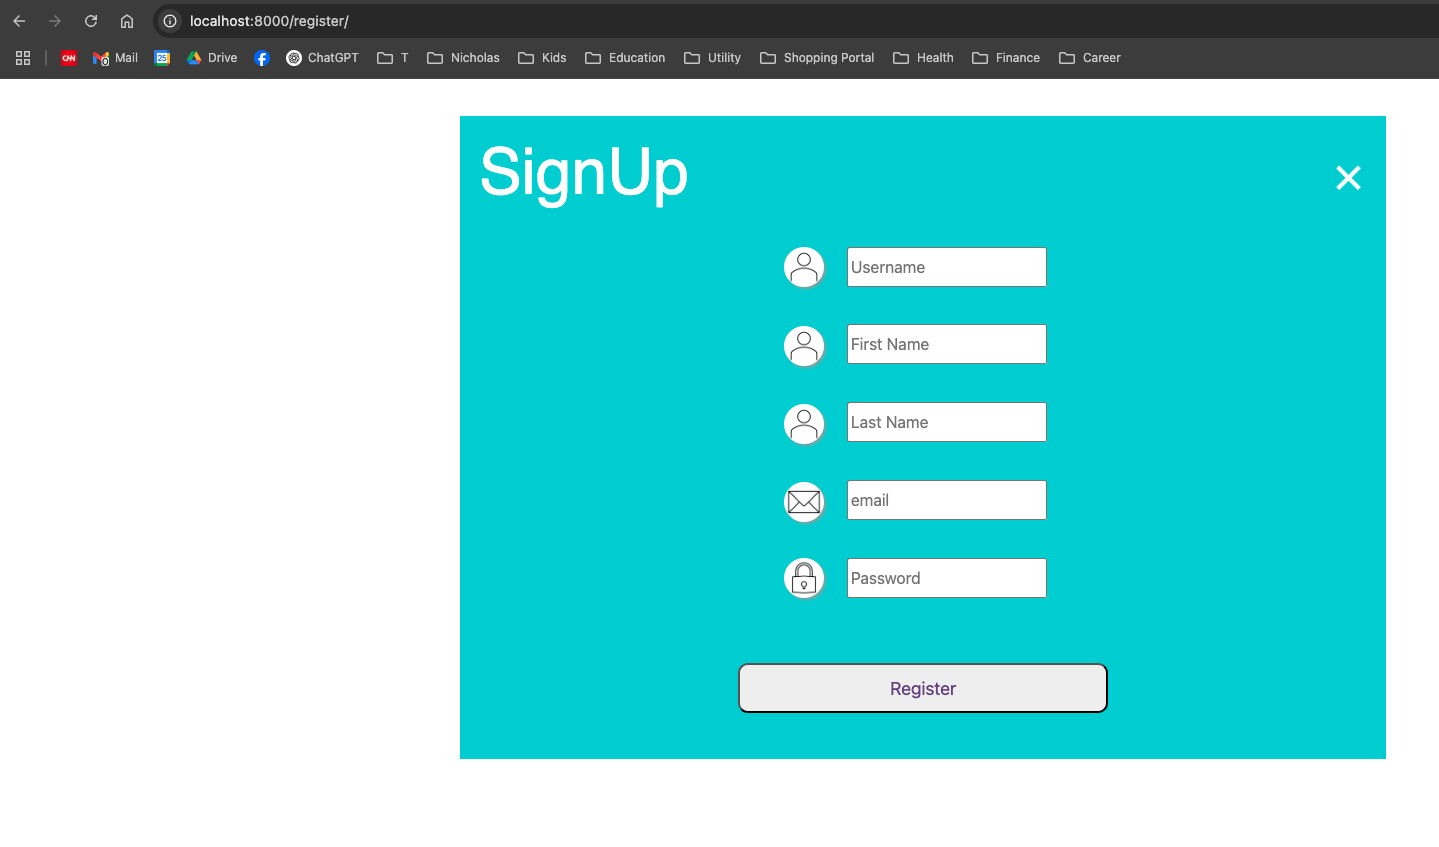 localhost:8000/register/
CNN Mail 25 Drive ChatGPT T Nicholas Kids Education Utility Shopping Portal Health Finance Career
SignUp
Username
First Name
Last Name
email
Password
Register